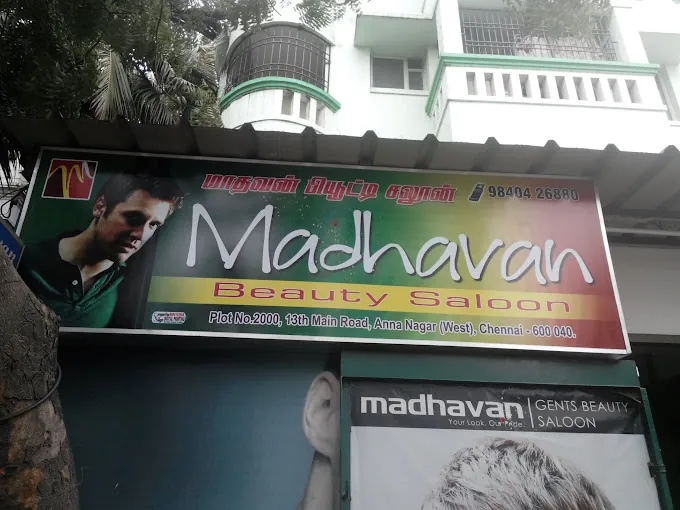 மாதவன் பியூட்டி சலூன் 98404 26880
Madhavan
Beauty Saloon
Plot No.2000, 13th Main Road, Anna Nagar (West), Chennai - 600 040.
madhavan
GENTS BEAUTY
SALOON
Your Look. Our Pride.